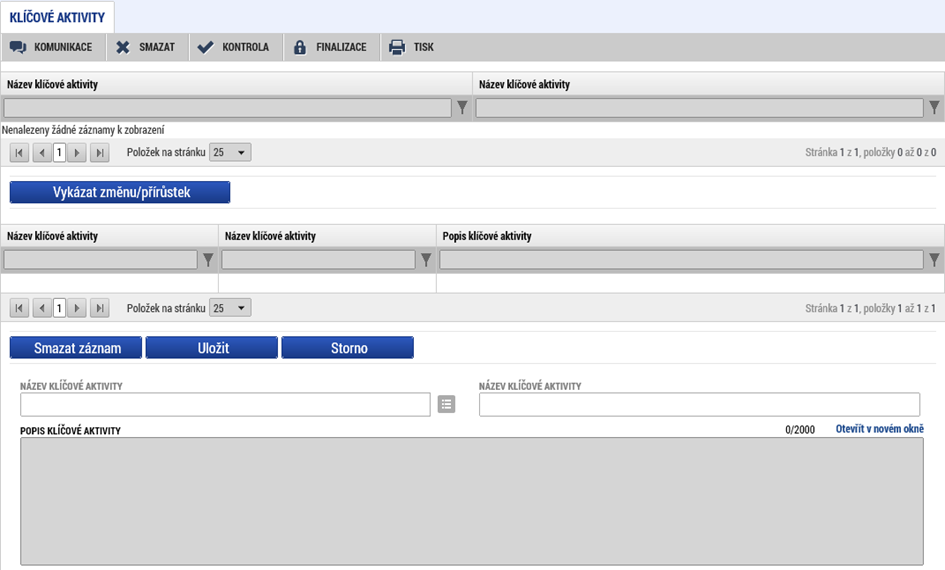 KLÍČOVÉ AKTIVITY
KOMUNIKACE SMAZAT KONTROLA FINALIZACE TISK
Název klíčové aktivity Název klíčové aktivity
Nenalezeny žádné záznamy k zobrazení
1 Položek na stránku 25 Stránka 1 z 1, položky 0 až 0 z 0
Vykázat změnu/přírůstek
Název klíčové aktivity Název klíčové aktivity Popis klíčové aktivity
1 Položek na stránku 25 Stránka 1 z 1, položky 1 až 1 z 1
Smazat záznam Uložit Storno
NÁZEV KLÍČOVÉ AKTIVITY NÁZEV KLÍČOVÉ AKTIVITY
POPIS KLÍČOVÉ AKTIVITY 0/2000 Otevřít v novém okně